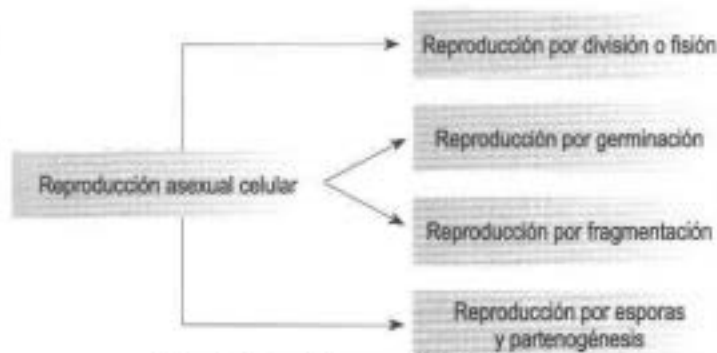 Reproducción por división o fisión
Reproducción por germinación
Reproducción asexual celular
Reproducción por fragmentación
Reproducción por esporas
y partenogénesis